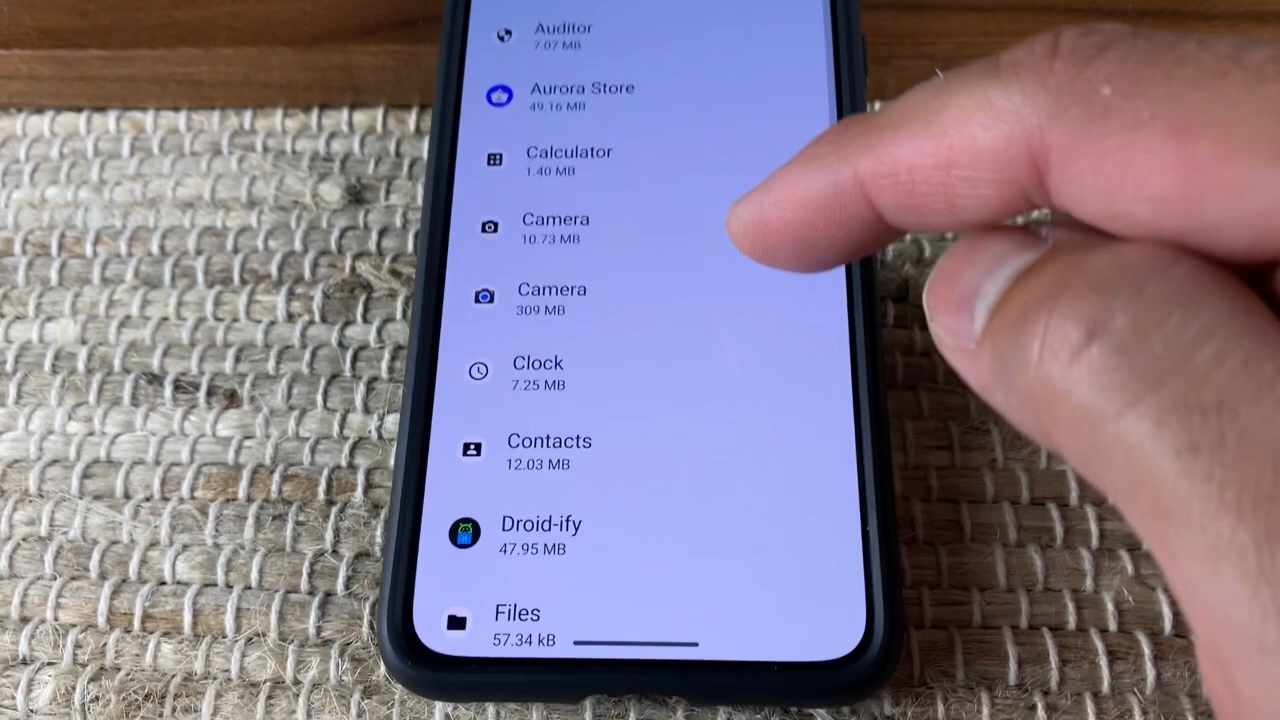 Auditor
7.07 MB
Aurora Store
49.16 MB
Calculator
1.40 MB
Camera
10.73 MB
Camera
309 MB
Clock
7.25 MB
Contacts
12.03 MB
Droid-ify
47.95 MB
Files
57.34 kB